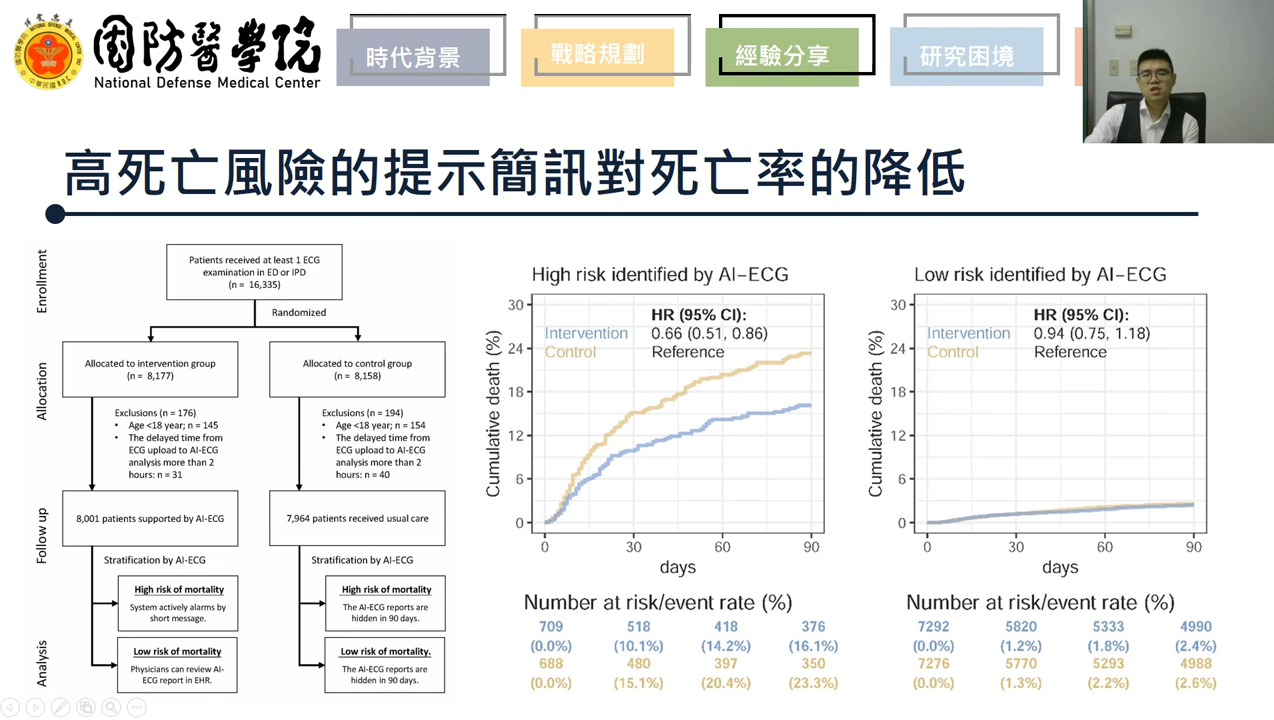 國防醫學院
National Defense Medical Center
時代背景
戰略規劃
經驗分享
研究困境
高死亡風險的提示簡訊對死亡率的降低
Enrollment
Patients received at least 1 ECG
examination in ED or IPD
(n = 16,335)
Randomized
Allocation
Allocated to intervention group
(n = 8,177)
Allocated to control group
(n = 8,158)
Exclusions (n = 176)
• Age <18 year; n = 145
• The delayed time from
ECG upload to AI-ECG
analysis more than 2
hours: n = 31
Exclusions (n = 194)
• Age <18 year; n = 154
• The delayed time from
ECG upload to AI-ECG
analysis more than 2
hours: n = 40
Follow up
8,001 patients supported by AI-ECG
7,964 patients received usual care
Stratification by AI-ECG
Stratification by AI-ECG
High risk of mortality
System actively alarms by
short message.
High risk of mortality
The AI-ECG reports are
hidden in 90 days.
Analysis
Low risk of mortality
Physicians can review AI-
ECG report in EHR.
Low risk of mortality.
The AI-ECG reports are
hidden in 90 days.
High risk identified by AI-ECG
Cumulative death (%)
30
24
18
12
6
0
HR (95% CI):
Intervention 0.66 (0.51, 0.86)
Control Reference
0 30 60 90
days
Number at risk/event rate (%)
709 518 418 376
(0.0%) (10.1%) (14.2%) (16.1%)
688 480 397 350
(0.0%) (15.1%) (20.4%) (23.3%)
Low risk identified by AI-ECG
Cumulative death (%)
30
24
18
12
6
0
HR (95% CI):
Intervention 0.94 (0.75, 1.18)
Control Reference
0 30 60 90
days
Number at risk/event rate (%)
7292 5820 5333 4990
(0.0%) (1.2%) (1.8%) (2.4%)
7276 5770 5293 4988
(0.0%) (1.3%) (2.2%) (2.6%)